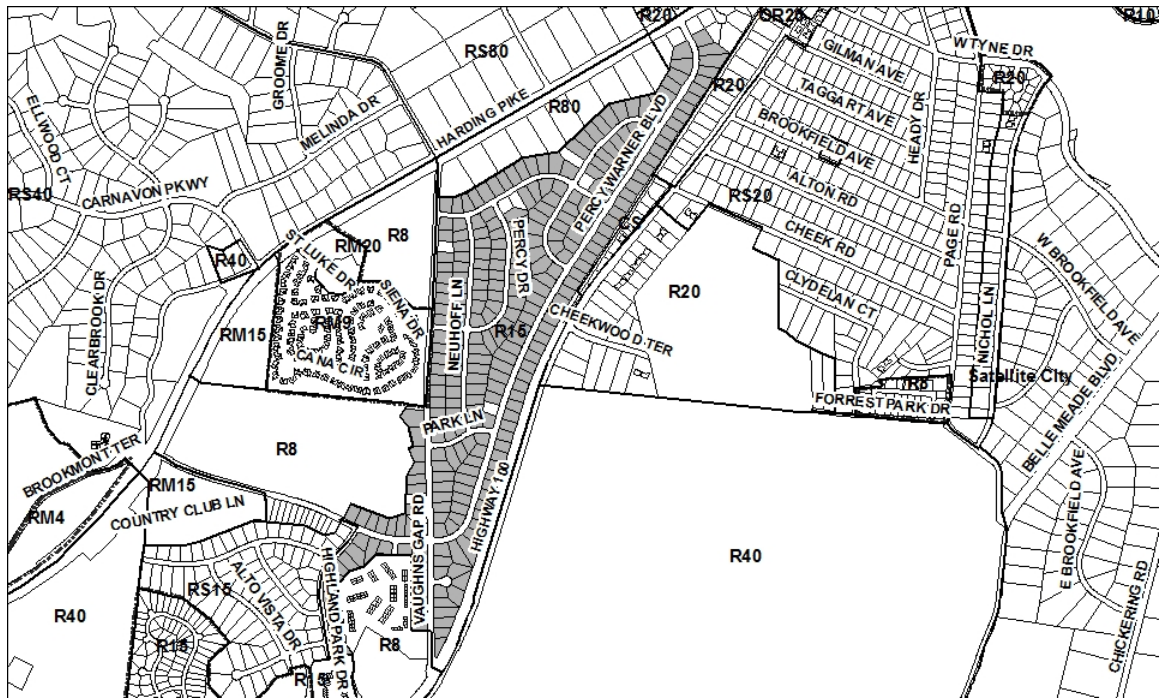 R20
OR20
R10
W TYNE DR
GILMAN AVE
GROOME DR
RS80
R20
R20
TAGGART AVE
HARDING PIKE
R80
HEADY DR
ELLWOOD CT
MELINDA DR
PERCY WARNER BLVD
BROOKFIELD AVE
RS40
CARNAVON PKWY
ALTON RD
RS20
PAGE RD
ST LUKE DR
RM20
R8
PERCY DR
CHEEK RD
W BROOKFIELD AVE
R40
SIENA DR
CLYDELAN CT
R20
CLEARBROOK DR
RM15
RM9
NEUHOFF LN
R15
CHEEKWOOD TER
NICHOL LN
CANA CIR
R8
Satellite City
FORREST PARK DR
BELLE MEADE BLVD
PARK LN
R8
BROOKMONT TER
RM15
RM4
COUNTRY CLUB LN
HIGHWAY 100
E BROOKFIELD AVE
VAUGHNS GAP RD
R40
RS15
ALTO VISTA DR
HIGHLAND PARK DR
R40
R15
R8
CHICKERING RD
R15